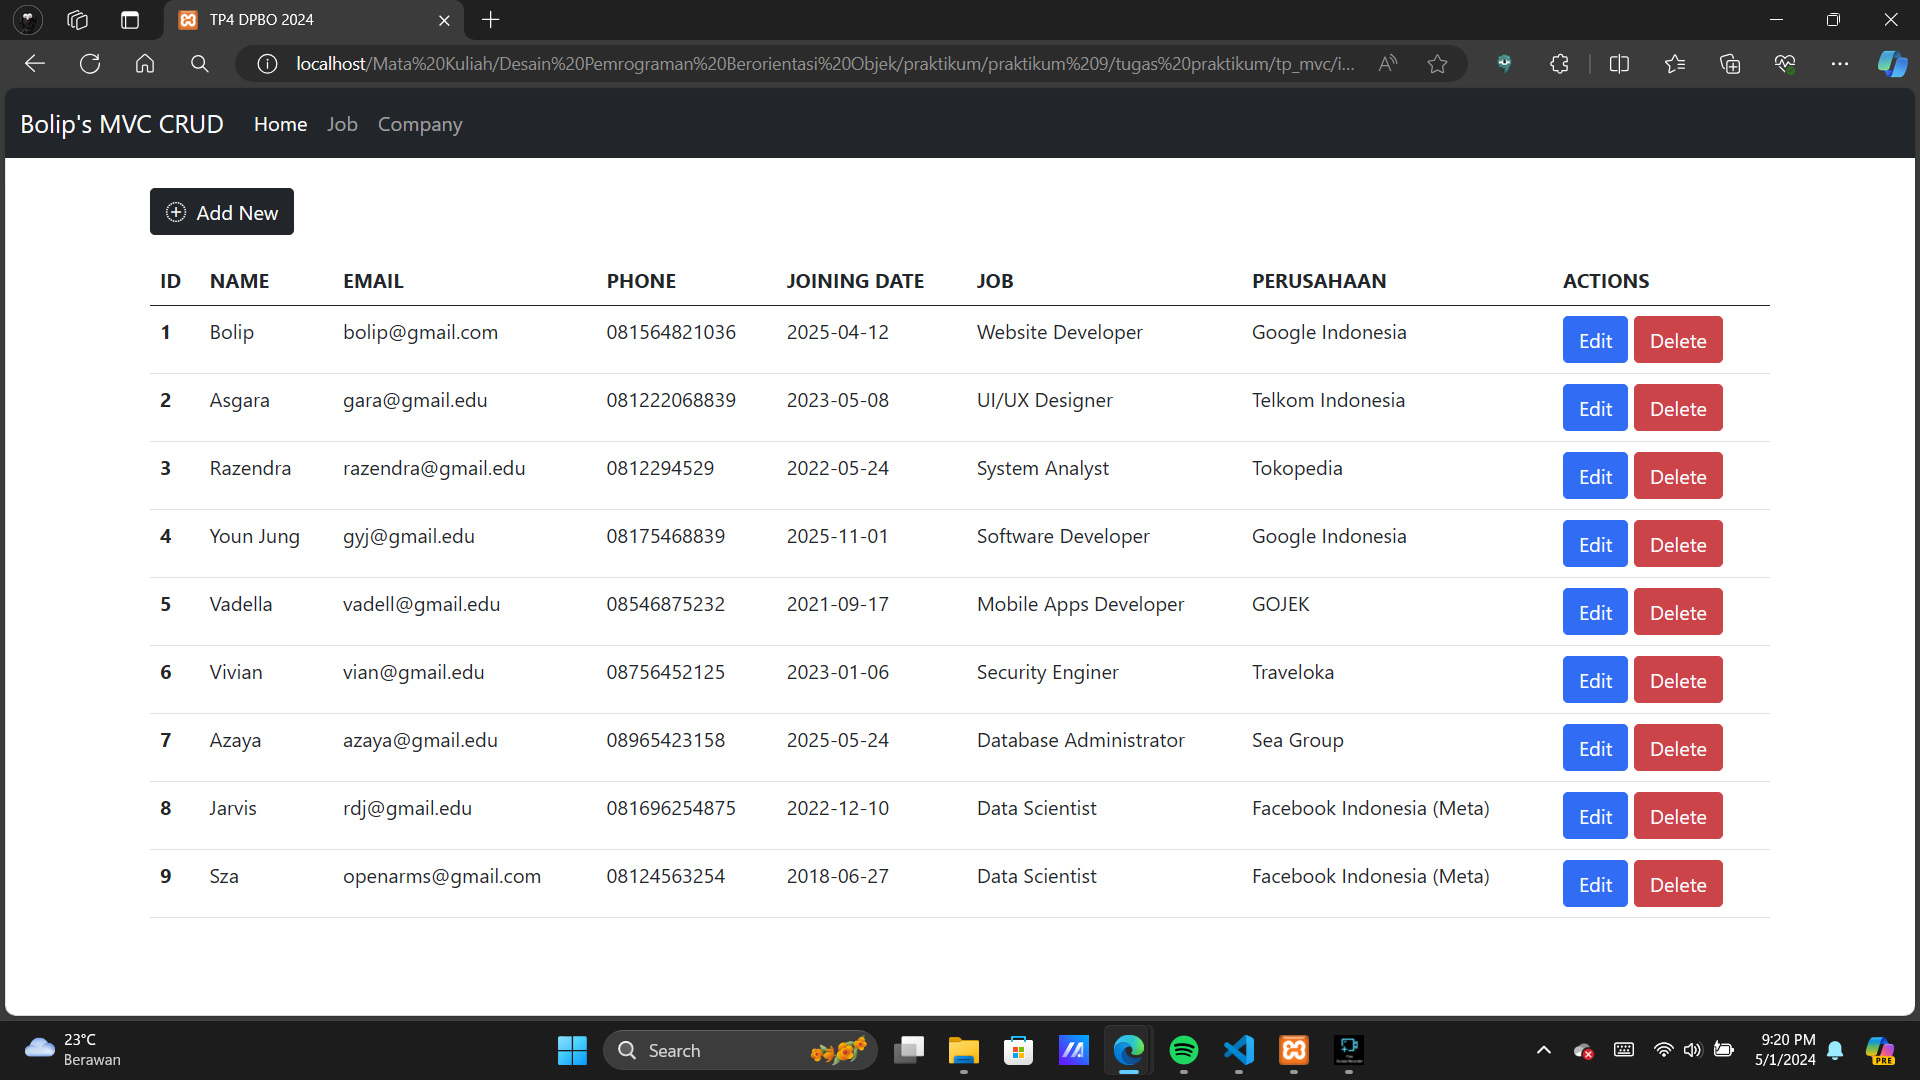 TP4 DPBO 2024
localhost/Mata%20Kuliah/Desain%20Pemrograman%20Berorientasi%20Objek/praktikum/praktikum%209/tugas%20praktikum/tp_mvc/i...
Bolip's MVC CRUD Home Job Company
Add New
ID NAME EMAIL PHONE JOINING DATE JOB PERUSAHAAN ACTIONS
1 Bolip bolip@gmail.com 081564821036 2025-04-12 Website Developer Google Indonesia Edit Delete
2 Asgara gara@gmail.edu 081222068839 2023-05-08 UI/UX Designer Telkom Indonesia Edit Delete
3 Razendra razendra@gmail.edu 0812294529 2022-05-24 System Analyst Tokopedia Edit Delete
4 Youn Jung gyj@gmail.edu 08175468839 2025-11-01 Software Developer Google Indonesia Edit Delete
5 Vadella vadell@gmail.edu 08546875232 2021-09-17 Mobile Apps Developer GOJEK Edit Delete
6 Vivian vian@gmail.edu 08756452125 2023-01-06 Security Enginer Traveloka Edit Delete
7 Azaya azaya@gmail.edu 08965423158 2025-05-24 Database Administrator Sea Group Edit Delete
8 Jarvis rdj@gmail.edu 081696254875 2022-12-10 Data Scientist Facebook Indonesia (Meta) Edit Delete
9 Sza openarms@gmail.com 08124563254 2018-06-27 Data Scientist Facebook Indonesia (Meta) Edit Delete
23°C
Berawan
Search
9:20 PM
5/1/2024
PRE